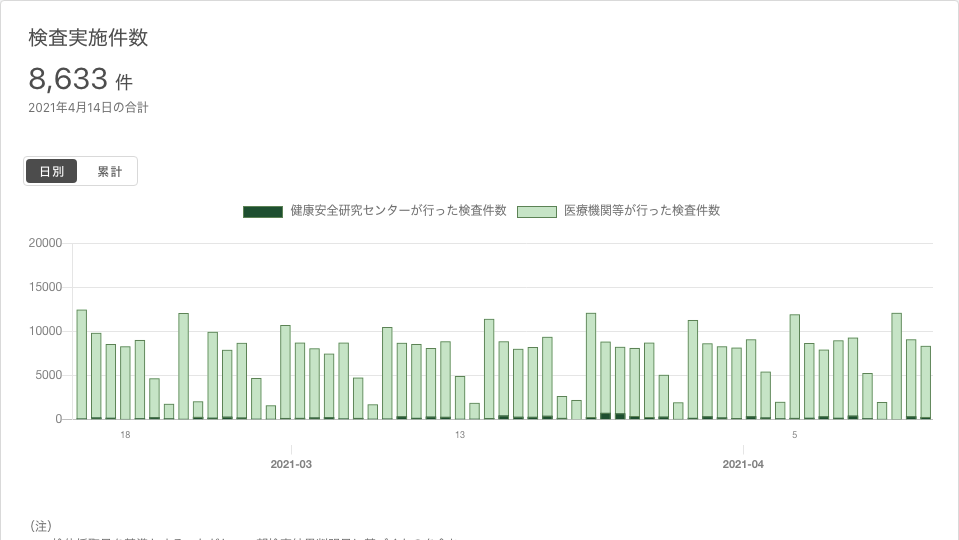 検査実施件数
8,633 件
2021年4月14日の合計
日別 累計
健康安全研究センターが行った検査件数 医療機関等が行った検査件数
20000
15000
10000
5000
0
18 13 5
2021-03 2021-04
（注）